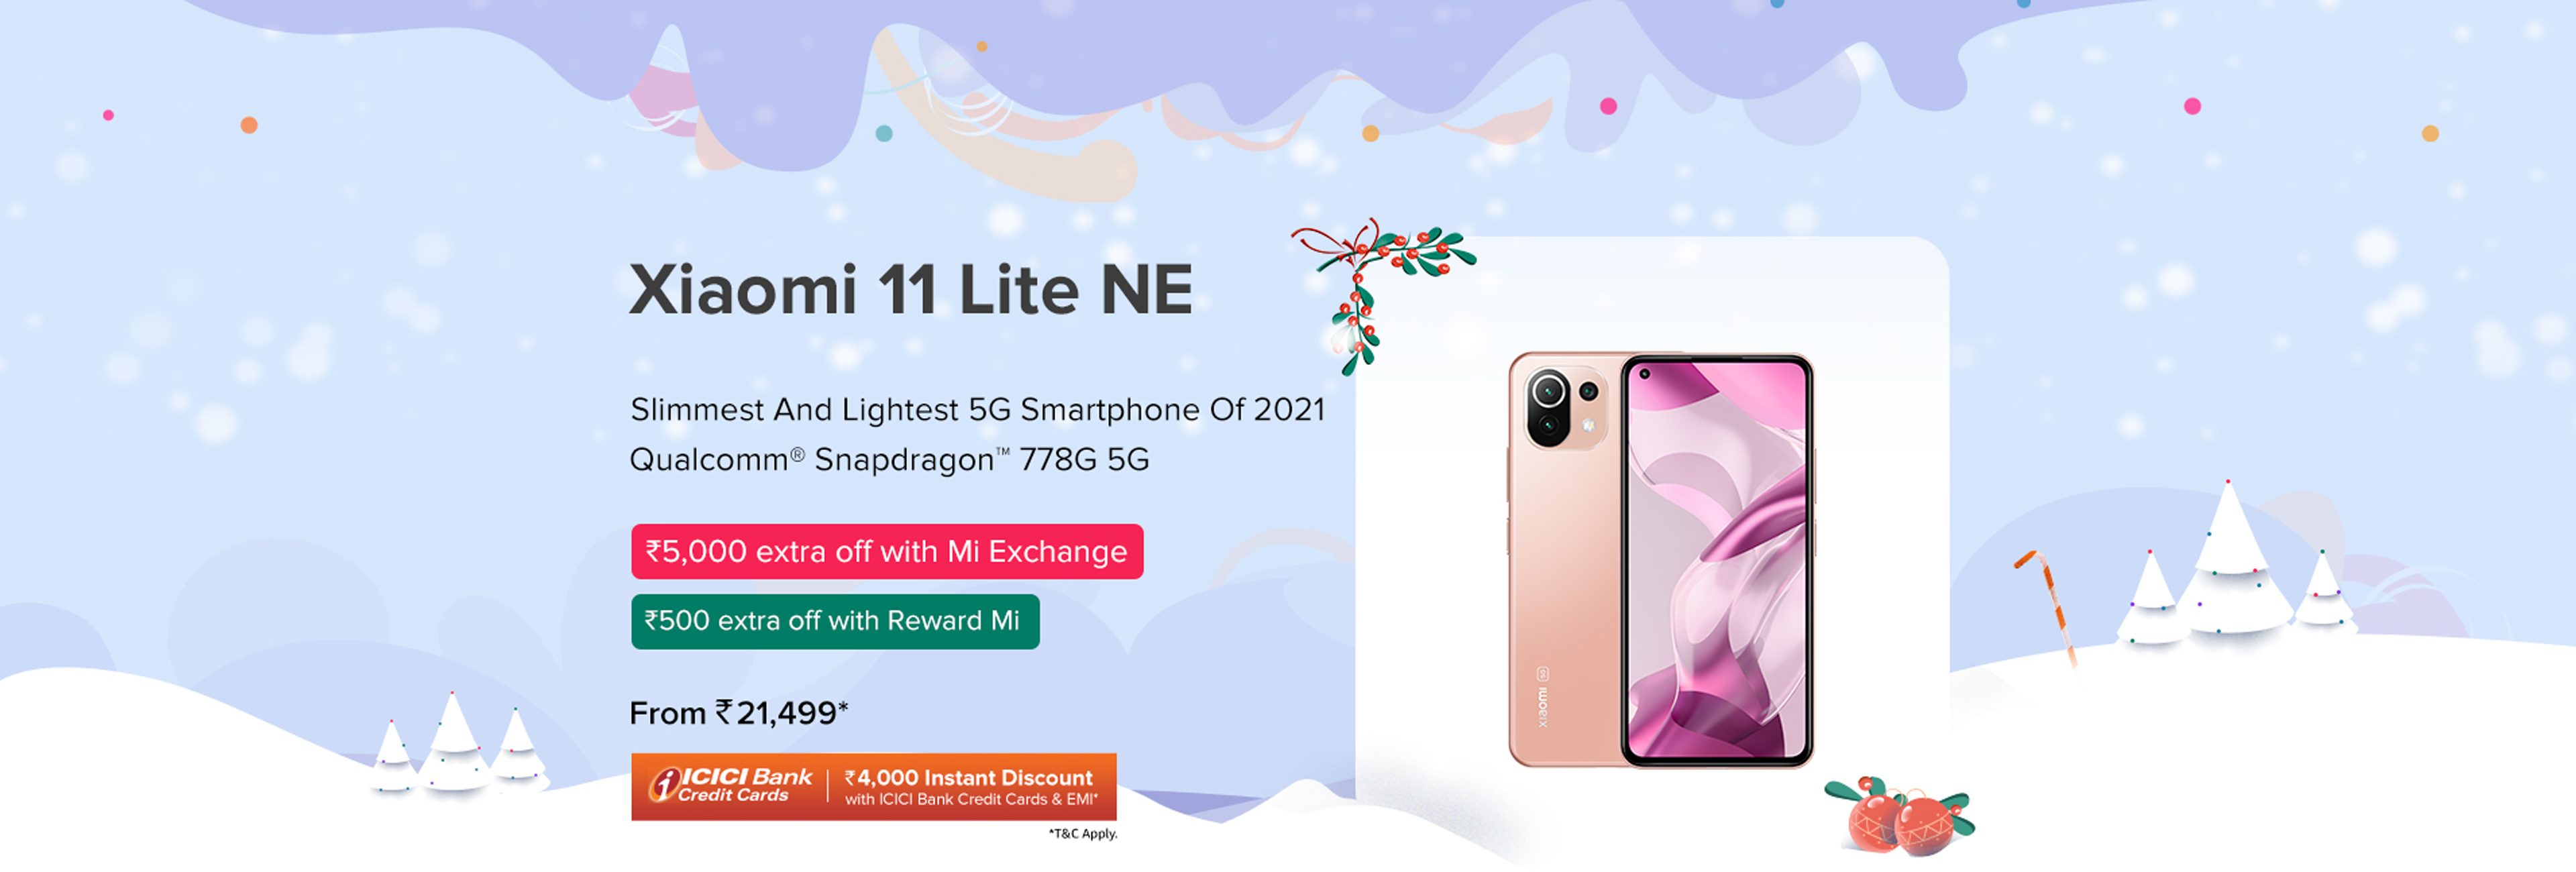 Xiaomi 11 Lite NE
Slimmest And Lightest 5G Smartphone Of 2021
Qualcomm® Snapdragon™ 778G 5G
₹5,000 extra off with Mi Exchange
₹500 extra off with Reward Mi
From ₹21,499*
ICICI Bank
Credit Cards
₹4,000 Instant Discount
with ICICI Bank Credit Cards & EMI*
*T&C Apply.
xiaomi 5G